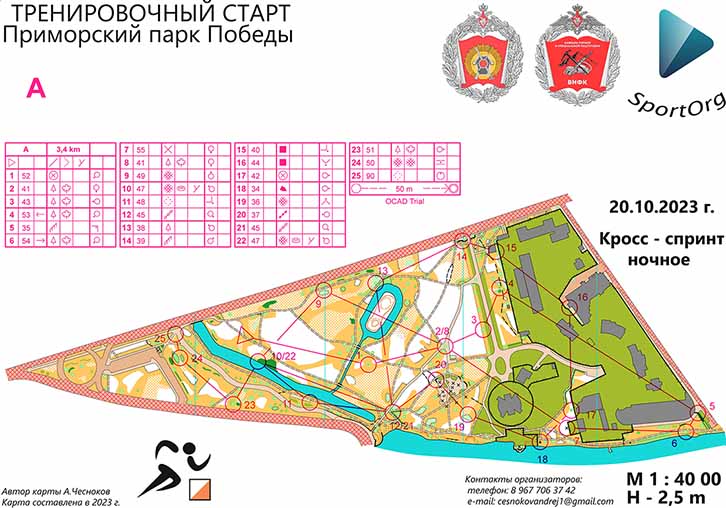 ТРЕНИРОВОЧНЫЙ СТАРТ
Приморский парк Победы
А
ВИФК
SportOrg
А 3,4 km
1 52
2 41
3 43
4 53
5 35
6 54
7 55
8 41
9 49
10 47
11 48
12 45
13 38
14 39
15 40
16 44
17 42
18 34
19 36
20 37
21 45
22 47
23 51
24 50
25 90
50 m
OCAD Trial
20.10.2023 г.
Кросс - спринт
ночное
14
15
13
9
16
4
3
25
2/8
24
10/22
1
20
23
11
12/21
19
17
5
6
18
Автор карты А.Чесноков
Карта составлена в 2023 г.
Контакты организаторов:
телефон: 8 967 706 37 42
e-mail: cesnokovandrej1@gmail.com
М 1 : 40 00
Н - 2,5 m